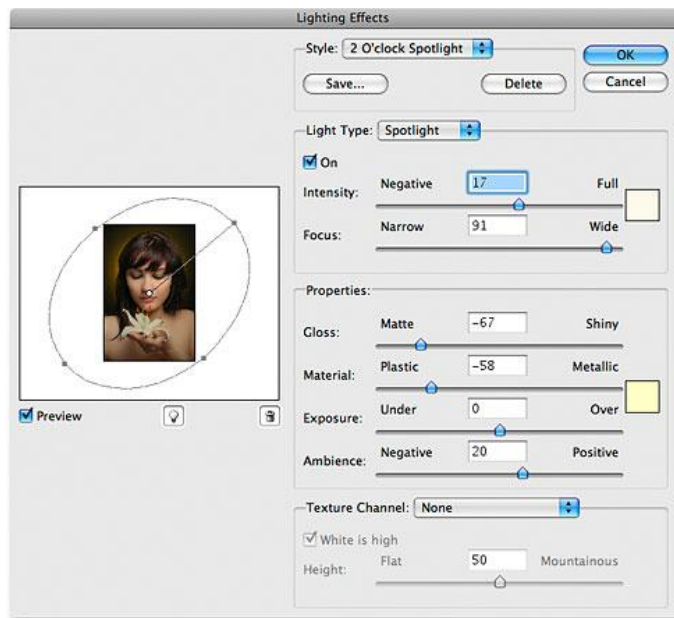 Lighting Effects
Style: 2 O'clock Spotlight
OK
Save... Delete
Cancel
Light Type: Spotlight
On
Intensity: Negative 17 Full
Focus: Narrow 91 Wide
Properties:
Gloss: Matte -67 Shiny
Material: Plastic -58 Metallic
Exposure: Under 0 Over
Ambience: Negative 20 Positive
Preview
Texture Channel: None
White is high
Height: Flat 50 Mountainous